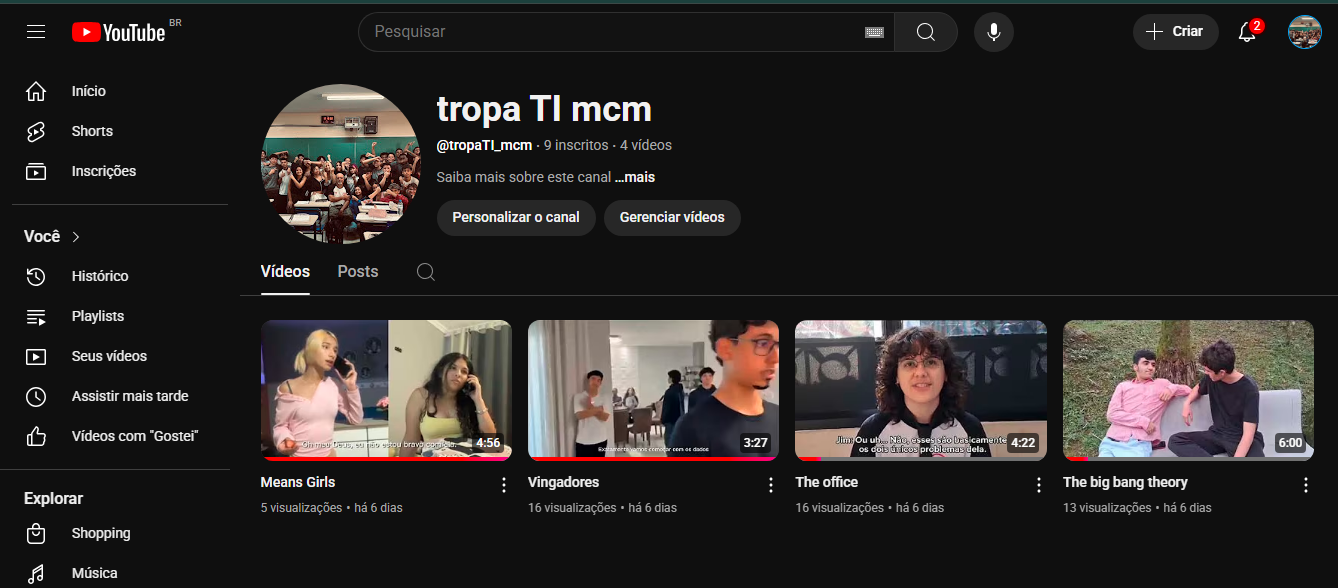 YouTube BR
Pesquisar
Criar
2
Início
Shorts
Inscrições
Você
Histórico
Playlists
Seus vídeos
Assistir mais tarde
Vídeos com "Gostei"
Explorar
Shopping
Música
tropa TI mcm
@tropaTI_mcm • 9 inscritos • 4 vídeos
Saiba mais sobre este canal ...mais
Personalizar o canal
Gerenciar vídeos
Vídeos
Posts
Oh meu Deus, eu não estou brava com ela.
4:56
Means Girls
5 visualizações • há 6 dias
Exatamente vamos começar com os dados
3:27
Vingadores
16 visualizações • há 6 dias
Jim: Ou uh... Não, esses são basicamente
os dois únicos problemas dela.
4:22
The office
16 visualizações • há 6 dias
6:00
The big bang theory
13 visualizações • há 6 dias